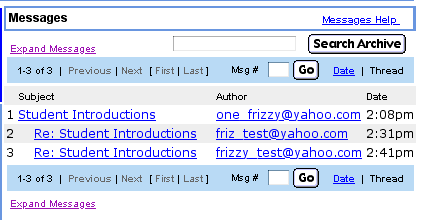 Messages Messages Help
Expand Messages Search Archive
1-3 of 3 | Previous | Next [ First | Last ] Msg # Go Date | Thread
Subject Author Date
1 Student Introductions one_frizzy@yahoo.com 2:08pm
2 Re: Student Introductions friz_test@yahoo.com 2:31pm
3 Re: Student Introductions frizzy_test@yahoo.com 2:41pm
1-3 of 3 | Previous | Next [ First | Last ] Msg # Go Date | Thread
Expand Messages